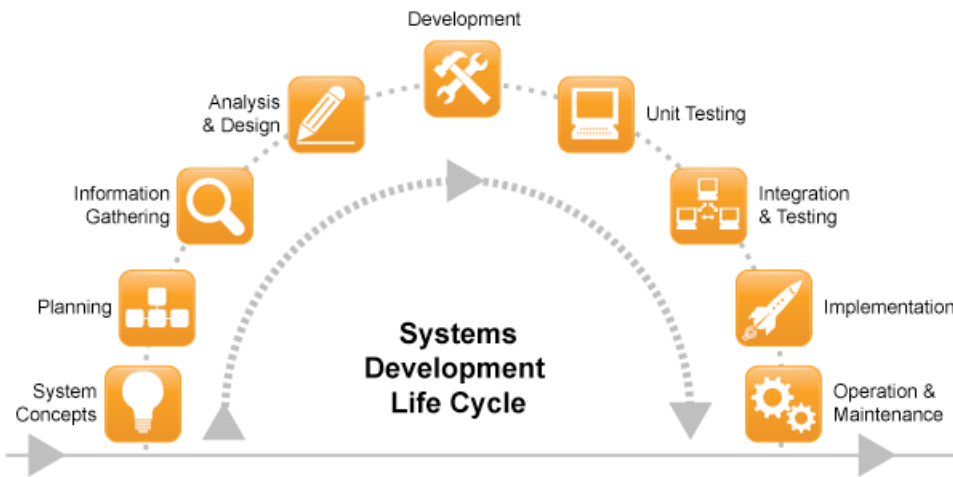 Development
Analysis
& Design
Unit Testing
Information
Gathering
Integration
& Testing
Planning
Implementation
Systems
Development
Life Cycle
System
Concepts
Operation &
Maintenance